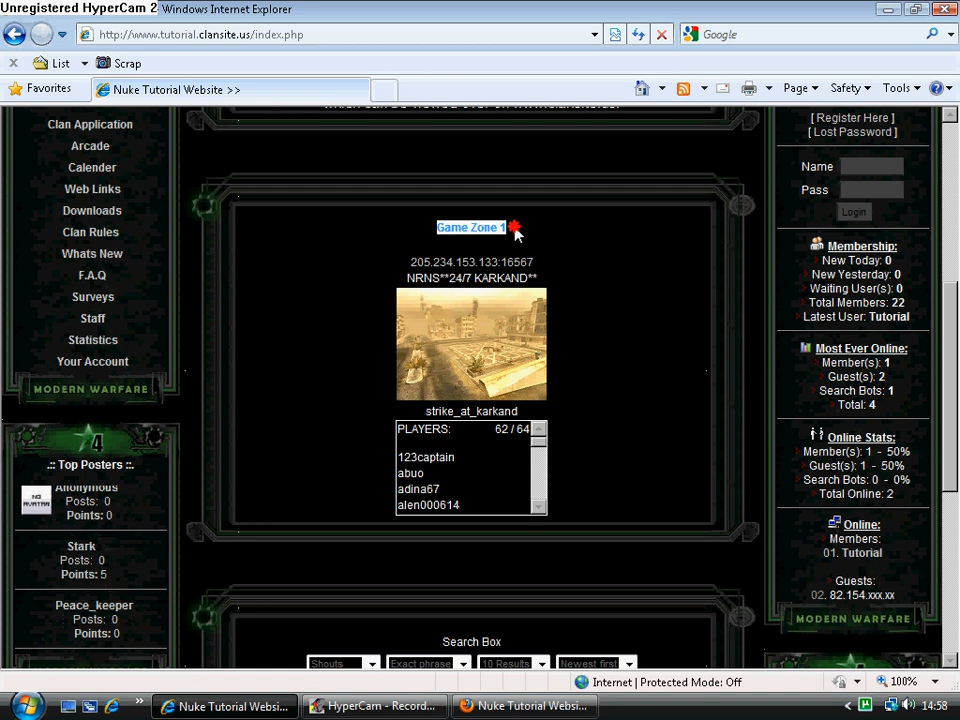 Unregistered HyperCam 2
Windows Internet Explorer
http://www.tutorial.clansite.us/index.php
Google
List
Scrap
Favorites
Nuke Tutorial Website >>
Page
Safety
Tools
Clan Application
Arcade
Calender
Web Links
Downloads
Clan Rules
Whats New
F.A.Q
Surveys
Staff
Statistics
Your Account
MODERN WARFARE
4
.:: Top Posters ::.
NO AVATAR
Anonymous
Posts: 0
Points: 0
Stark
Posts: 0
Points: 5
Peace_keeper
Posts: 0
Points: 0
Game Zone 1
205.234.153.133:16567
NRNS**24/7 KARKAND**
strike_at_karkand
PLAYERS: 62 / 64
123captain
abuo
adina67
alen000614
Search Box
Shouts
Exact phrase
10 Results
Newest first
[ Register Here ]
[ Lost Password ]
Name
Pass
Login
Membership:
New Today: 0
New Yesterday: 0
Waiting User(s): 0
Total Members: 22
Latest User: Tutorial
Most Ever Online:
Member(s): 1
Guest(s): 2
Search Bots: 1
Total: 4
Online Stats:
Member(s): 1 - 50%
Guest(s): 1 - 50%
Search Bots: 0 - 0%
Total Online: 2
Online:
Members:
01. Tutorial
Guests:
02. 82.154.xxx.xx
MODERN WARFARE
Internet | Protected Mode: Off
100%
Nuke Tutorial Websi...
HyperCam - Record...
Nuke Tutorial Websi...
14:58